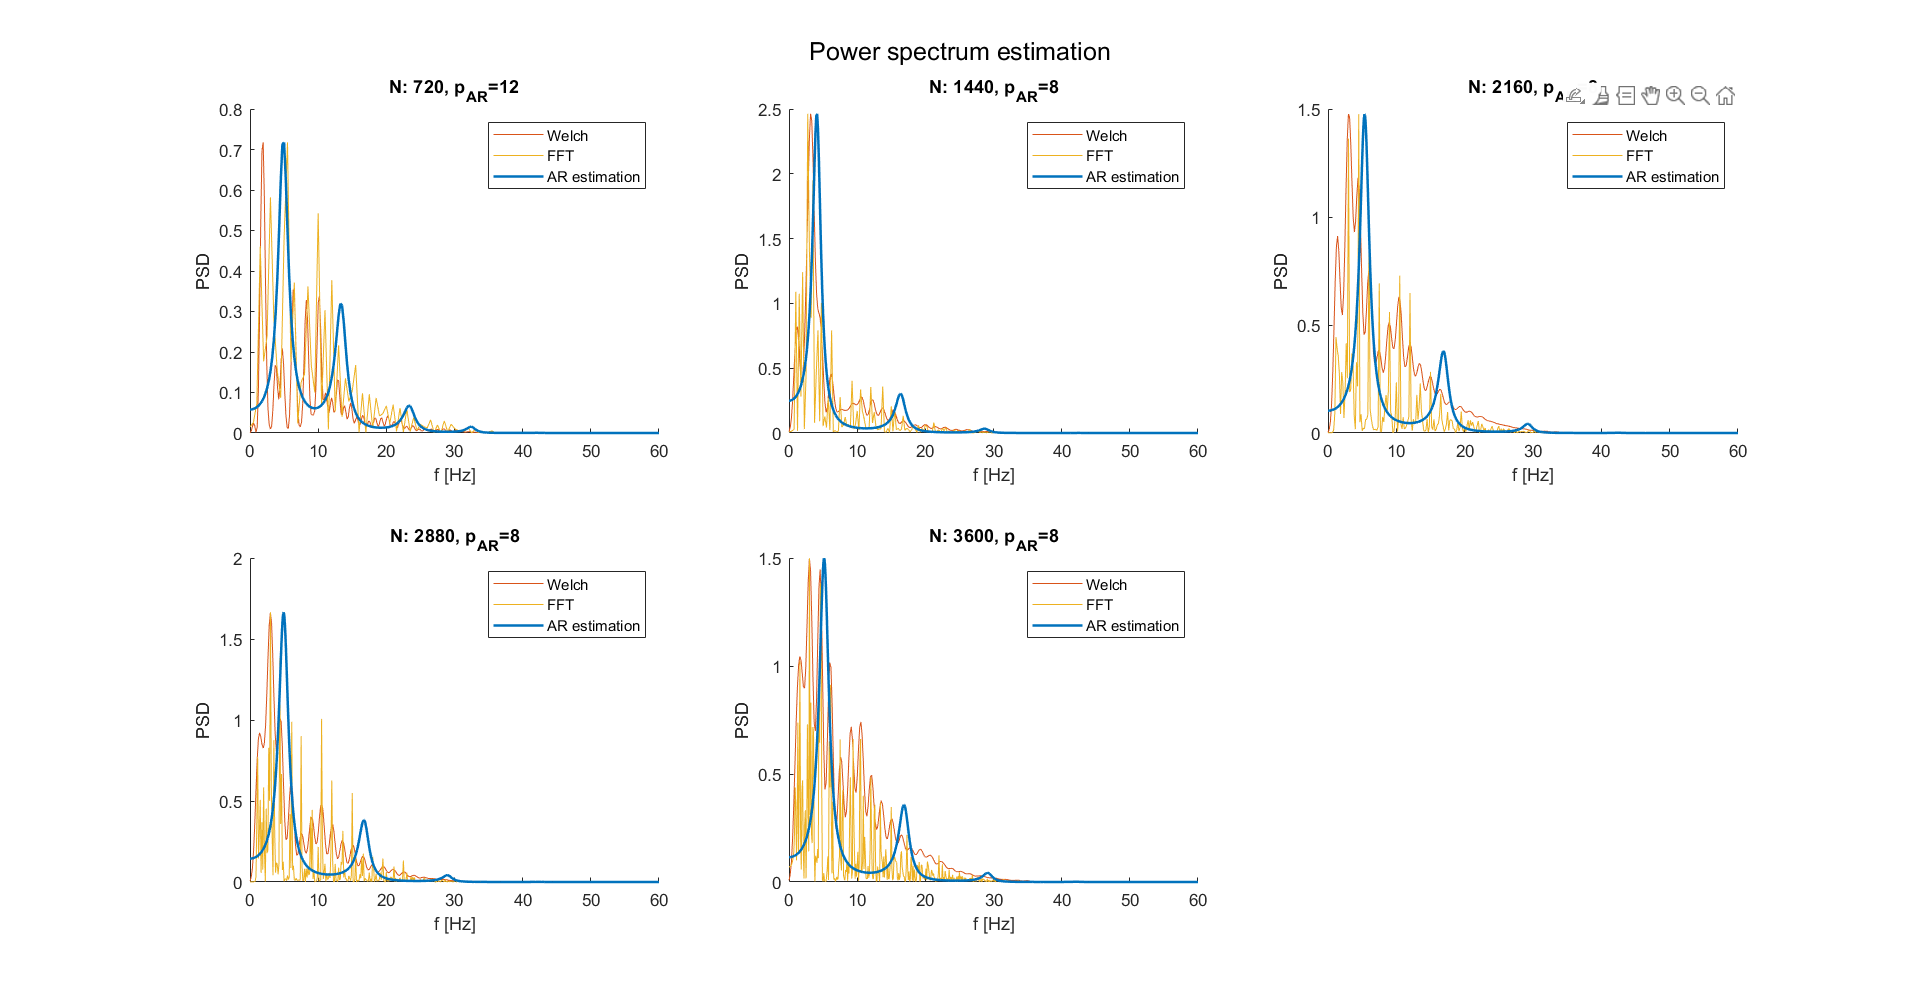 Power spectrum estimation
N: 720, pAR=12
0.8
0.7
0.6
0.5
0.4
0.3
0.2
0.1
0
PSD
Welch
FFT
AR estimation
0 10 20 30 40 50 60
f [Hz]
N: 1440, pAR=8
2.5
2
1.5
1
0.5
0
PSD
Welch
FFT
AR estimation
0 10 20 30 40 50 60
f [Hz]
N: 2160, p
1.5
1
0.5
0
PSD
Welch
FFT
AR estimation
0 10 20 30 40 50 60
f [Hz]
N: 2880, pAR=8
2
1.5
1
0.5
0
PSD
Welch
FFT
AR estimation
0 10 20 30 40 50 60
f [Hz]
N: 3600, pAR=8
1.5
1
0.5
0
PSD
Welch
FFT
AR estimation
0 10 20 30 40 50 60
f [Hz]